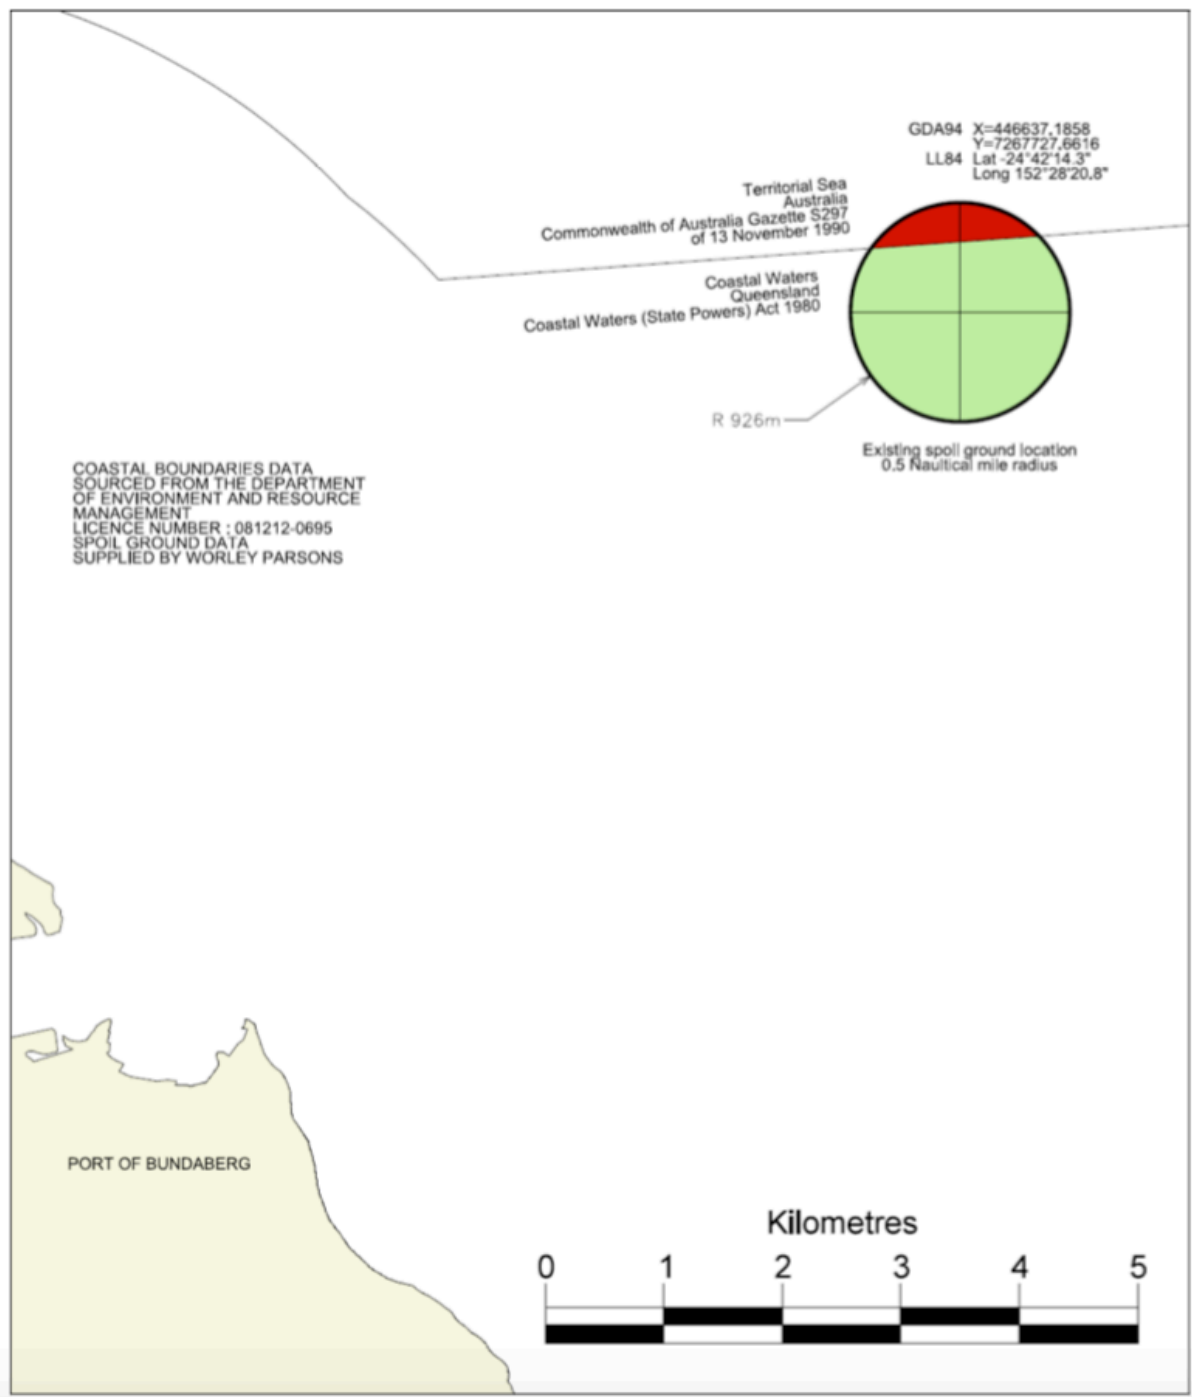 GDA94 X=446637.1858
Y=7267727.6616
LL84 Lat -24°42'14.3"
Long 152°28'20.8"
Territorial Sea
Australia
Commonwealth of Australia Gazette S297
of 13 November 1990
Coastal Waters
Queensland
Coastal Waters (State Powers) Act 1980
R 926m
Existing spoil ground location
0.5 Naultical mile radius
COASTAL BOUNDARIES DATA
SOURCED FROM THE DEPARTMENT
OF ENVIRONMENT AND RESOURCE
MANAGEMENT
LICENCE NUMBER : 081212-0695
SPOIL GROUND DATA
SUPPLIED BY WORLEY PARSONS
PORT OF BUNDABERG
Kilometres
0 1 2 3 4 5